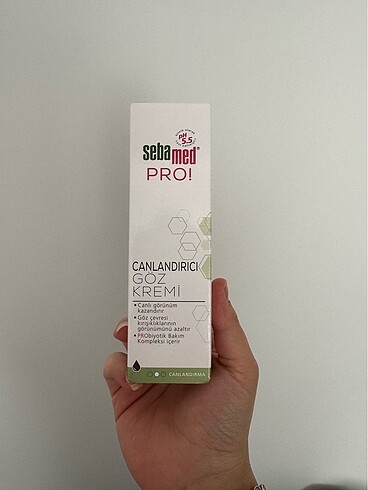 pH
5.5
sebamed®
PRO!
CANLANDIRICI
GÖZ
KREMİ
• Canlı görünüm
kazandırır
• Göz çevresi
kırışıklıklarının
görünümünü azaltır
• PRObiyotik Bakım
Kompleksi içerir
CANLANDIRMA